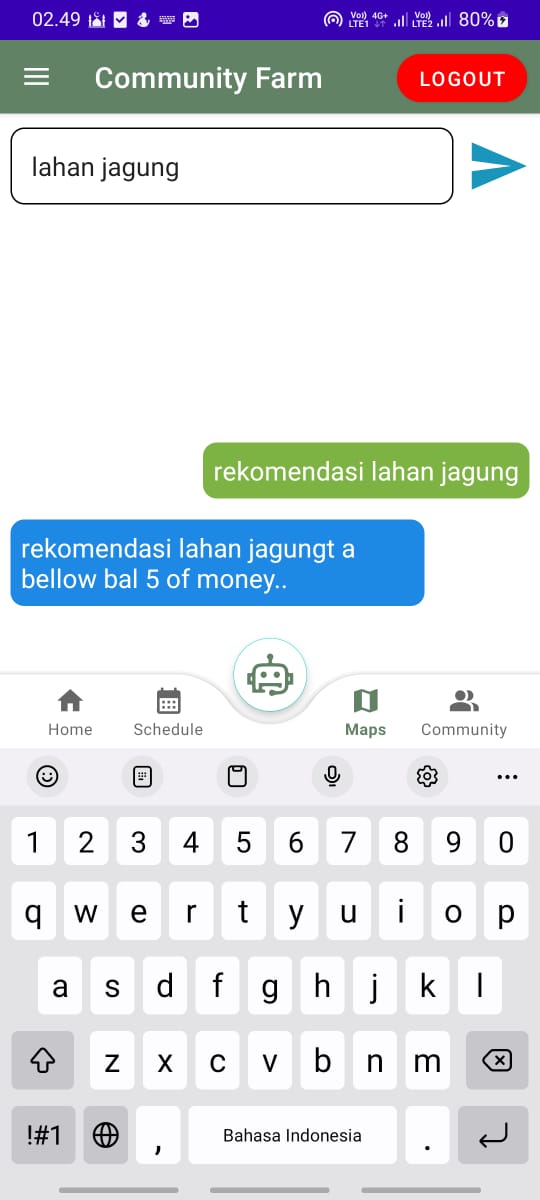 02.49
Vo)) LTE1 4G+ Vo)) LTE2 80%
Community Farm
LOGOUT
lahan jagung
rekomendasi lahan jagung
rekomendasi lahan jagungt a
bellow bal 5 of money..
Home Schedule Maps Community
1 2 3 4 5 6 7 8 9 0
q w e r t y u i o p
a s d f g h j k l
z x c v b n m
!#1 , Bahasa Indonesia .